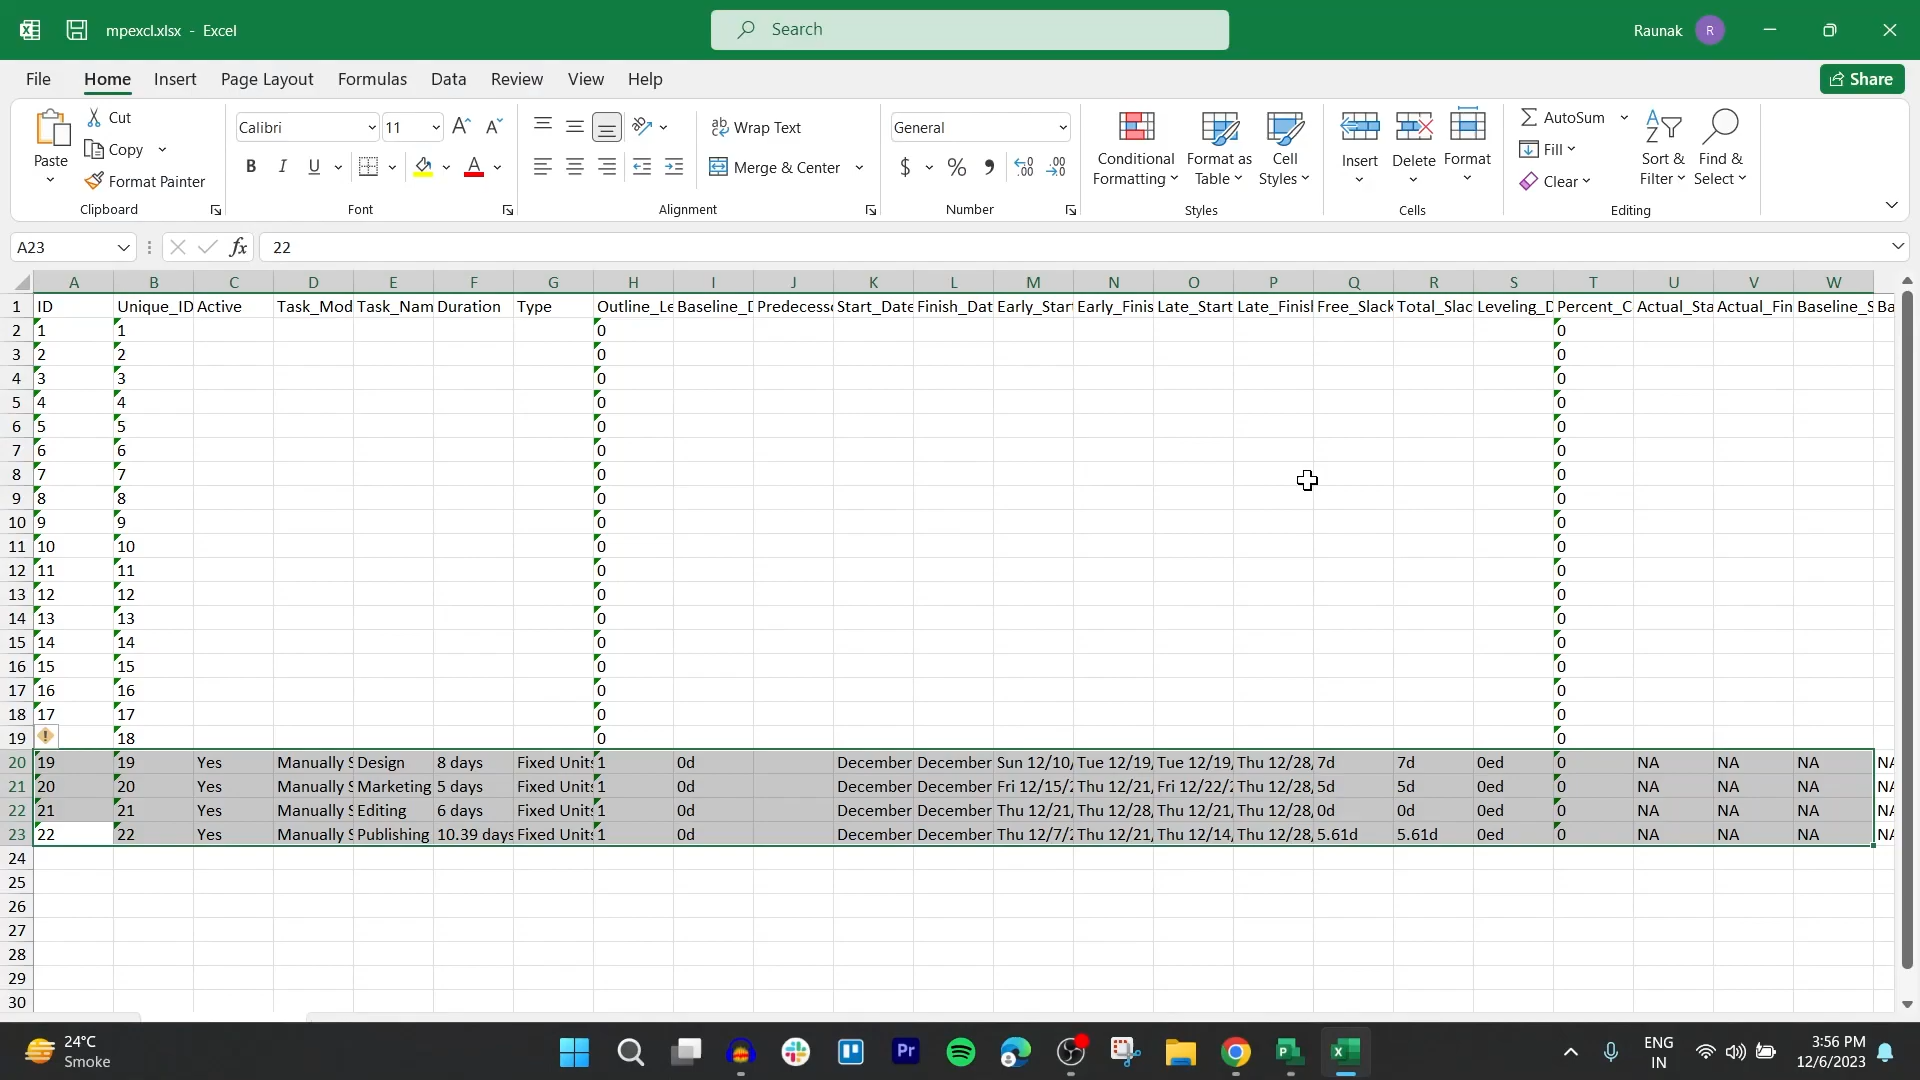 mpexcl.xlsx - Excel
Search
Raunak
R
File Home Insert Page Layout Formulas Data Review View Help
Share
Paste
Cut
Copy
Format Painter
Clipboard
Calibri 11
B I U
Font
Wrap Text
Merge & Center
Alignment
General
$ %
Number
Conditional Formatting
Format as Table
Cell Styles
Styles
Insert
Delete
Format
Cells
AutoSum
Fill
Clear
Sort & Filter
Find & Select
Editing
A23
fx
22
A B C D E F G H I J K L M N O P Q R S T U V W
1 ID Unique_ID Active Task_Mod Task_Nam Duration Type Outline_Le Baseline_D Predecesso Start_Date Finish_Dat Early_Start Early_Finis Late_Start Late_Finish Free_Slack Total_Slac Leveling_D Percent_C Actual_Sta Actual_Fin Baseline_S Ba
2 1 1 0 0
3 2 2 0 0
4 3 3 0 0
5 4 4 0 0
6 5 5 0 0
7 6 6 0 0
8 7 7 0 0
9 8 8 0 0
10 9 9 0 0
11 10 10 0 0
12 11 11 0 0
13 12 12 0 0
14 13 13 0 0
15 14 14 0 0
16 15 15 0 0
17 16 16 0 0
18 17 17 0 0
19 18 0 0
20 19 19 Yes Manually S Design 8 days Fixed Units 1 0d December December Sun 12/10/ Tue 12/19/ Tue 12/19/ Thu 12/28/ 7d 7d 0ed 0 NA NA NA NA
21 20 20 Yes Manually S Marketing 5 days Fixed Units 1 0d December December Fri 12/15/2 Thu 12/21/ Fri 12/22/2 Thu 12/28/ 5d 5d 0ed 0 NA NA NA NA
22 21 21 Yes Manually S Editing 6 days Fixed Units 1 0d December December Thu 12/21/ Thu 12/28/ Thu 12/21/ Thu 12/28/ 0d 0d 0ed 0 NA NA NA NA
23 22 22 Yes Manually S Publishing 10.39 days Fixed Units 1 0d December December Thu 12/7/2 Thu 12/21/ Thu 12/14/ Thu 12/28/ 5.61d 5.61d 0ed 0 NA NA NA NA
24
25
26
27
28
29
30
24°C
Smoke
Pr
ENG
IN
3:56 PM
12/6/2023